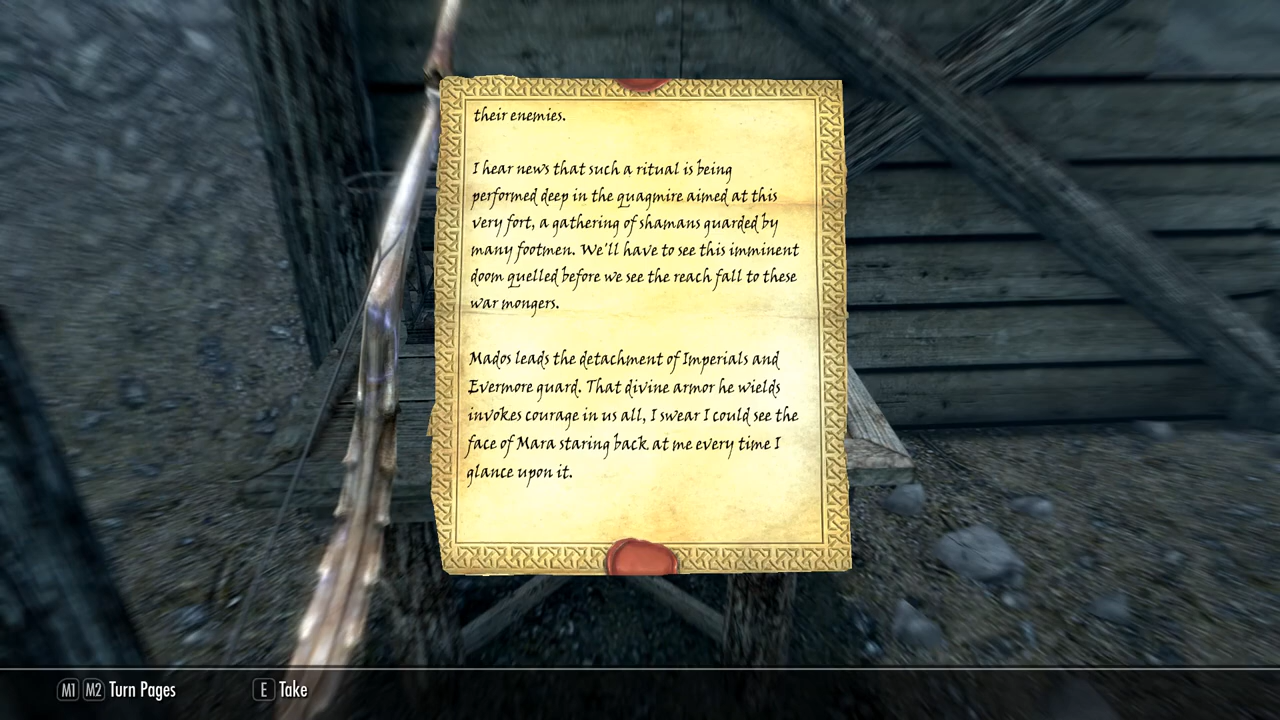 their enemies.
I hear news that such a ritual is being
performed deep in the quagmire aimed at this
very fort, a gathering of shamans guarded by
many footmen. We'll have to see this imminent
doom quelled before we see the reach fall to these
war mongers.
Mados leads the detachment of Imperials and
Evermore guard. That divine armor he wields
invokes courage in us all, I swear I could see the
face of Mara staring back at me every time I
glance upon it.
M1 M2 Turn Pages
E Take